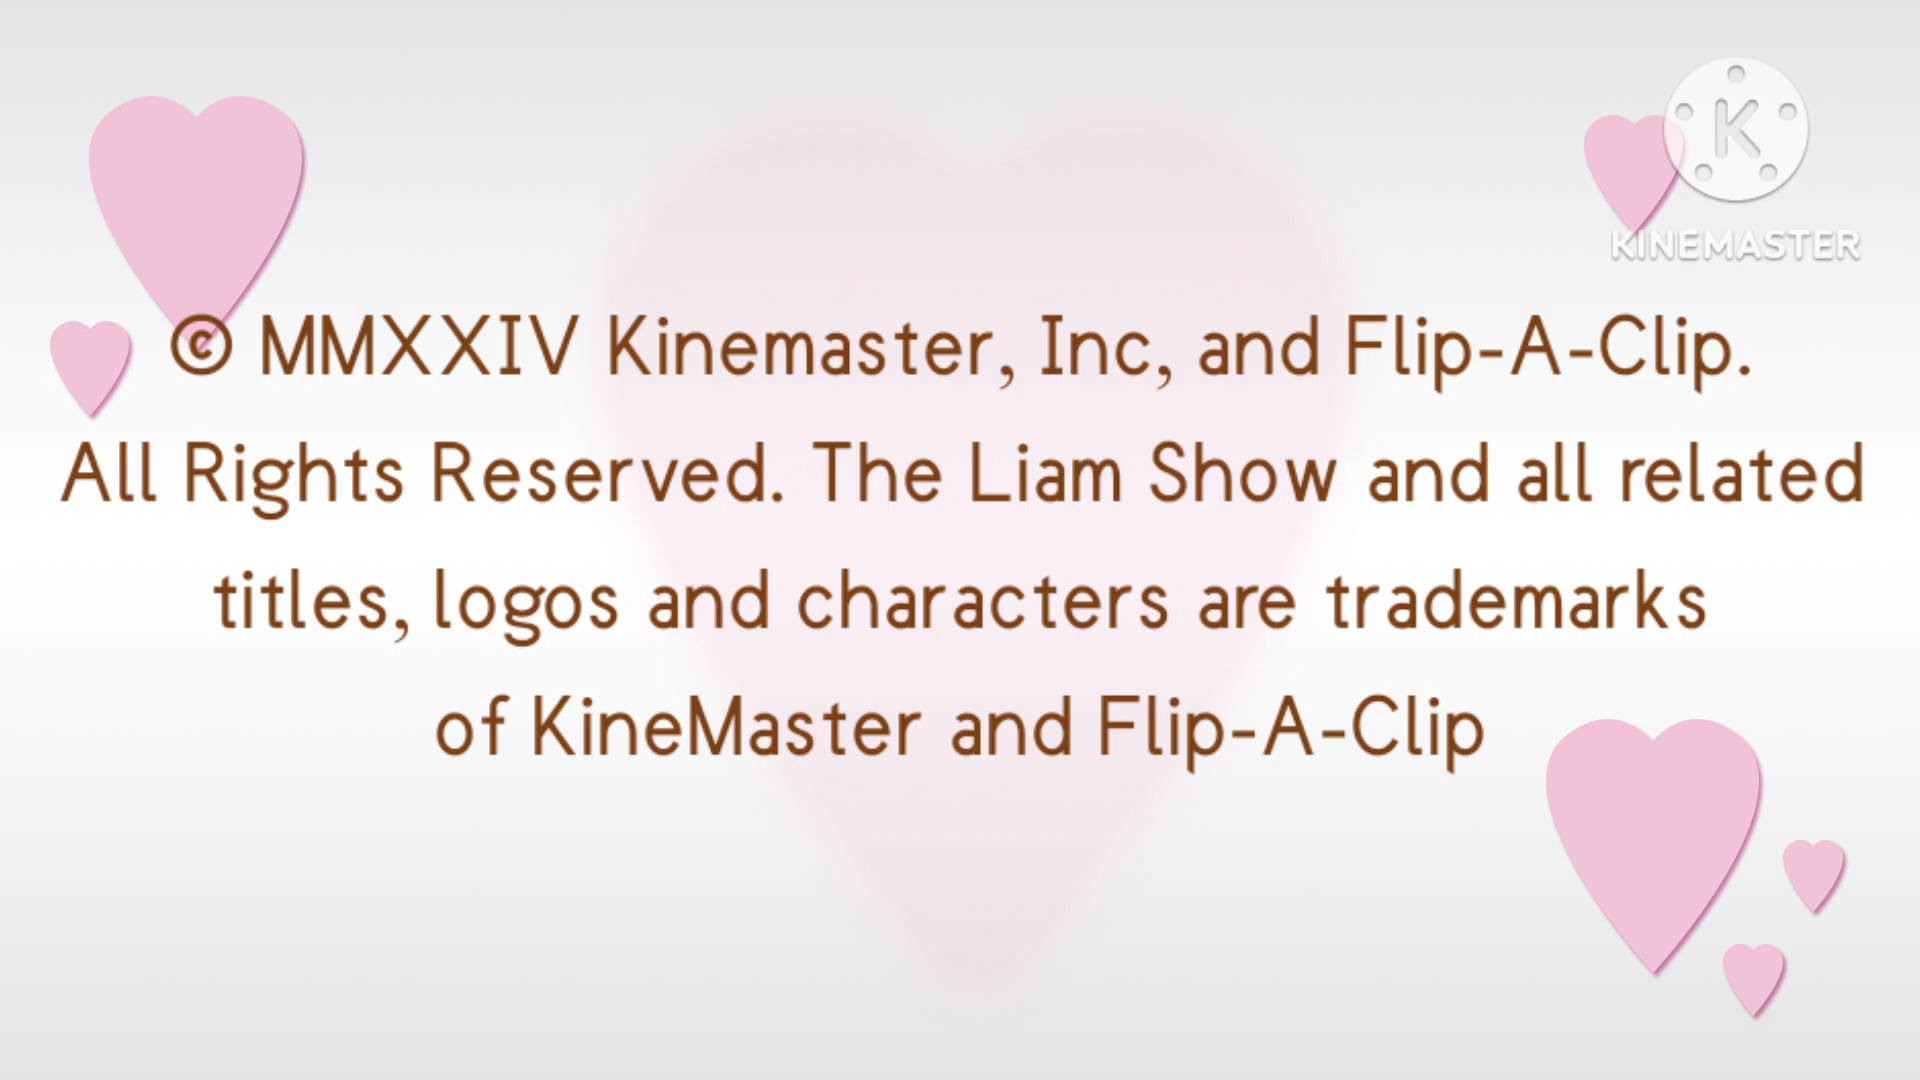 K
KINEMASTER
© MMXXIV Kinemaster, Inc, and Flip-A-Clip.
All Rights Reserved. The Liam Show and all related
titles, logos and characters are trademarks
of KineMaster and Flip-A-Clip